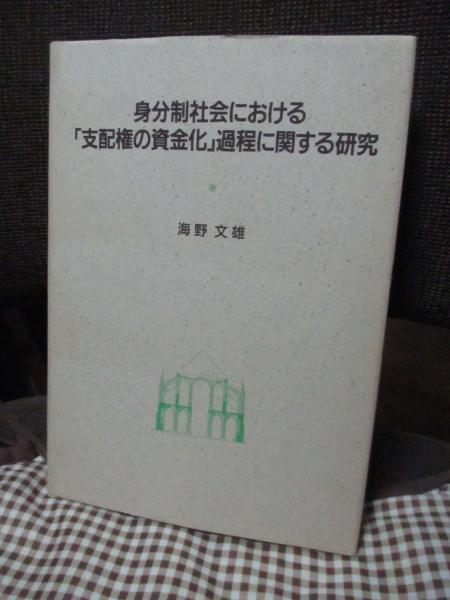 身分制社会における
「支配権の資金化」過程に関する研究
*
海野 文雄